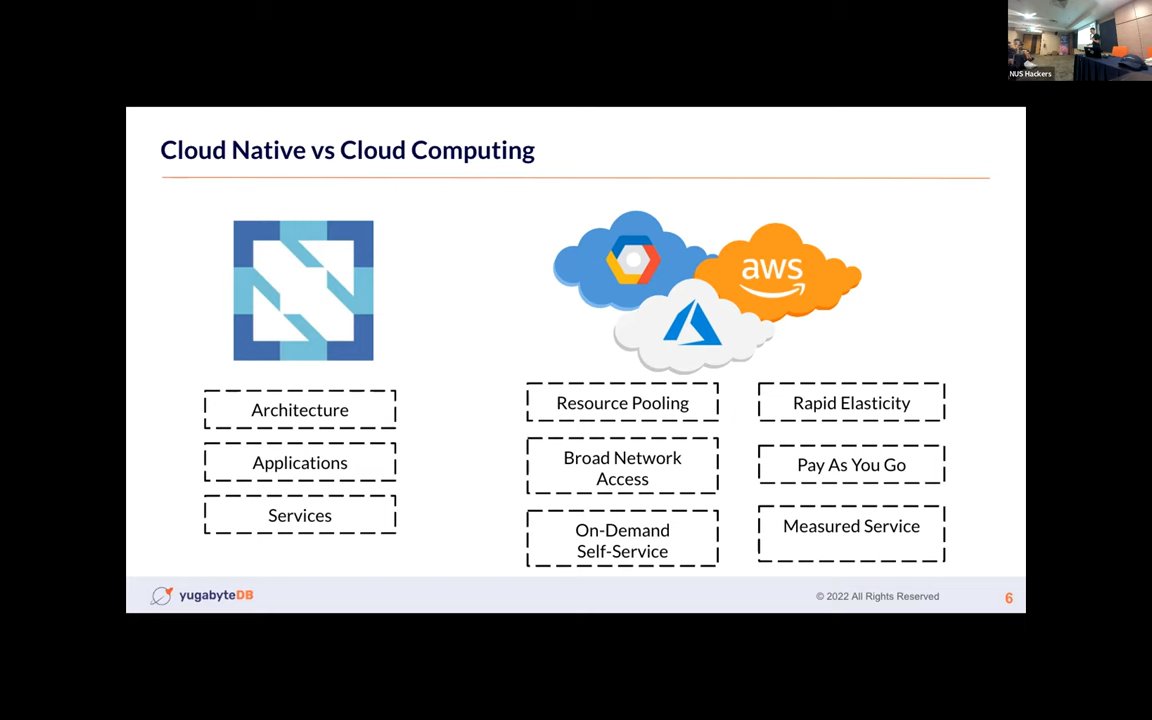 NUS Hackers
Cloud Native vs Cloud Computing
aws
Architecture
Applications
Services
Resource Pooling
Broad Network
Access
On-Demand
Self-Service
Rapid Elasticity
Pay As You Go
Measured Service
yugabyteDB
© 2022 All Rights Reserved
6